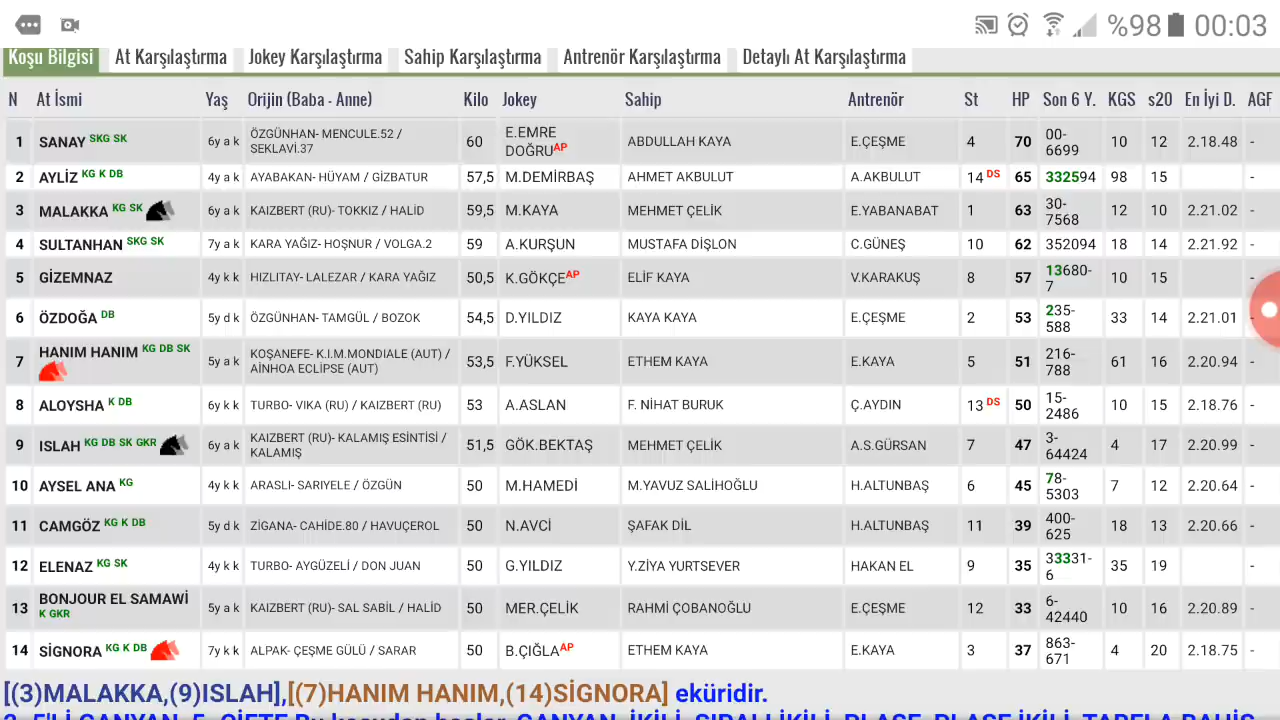 %98 00:03
Koşu Bilgisi At Karşılaştırma Jokey Karşılaştırma Sahip Karşılaştırma Antrenör Karşılaştırma Detaylı At Karşılaştırma
N At İsmi Yaş Orijin (Baba - Anne) Kilo Jokey Sahip Antrenör St HP Son 6 Y. KGS s20 En İyi D. AGF
1 SANAY SKG SK 6y a k ÖZGÜNHAN- MENCULE.52 / ŞEKLAVİ.37 60 E.EMRE DOĞRUAP ABDULLAH KAYA E.ÇEŞME 4 70 00-6699 10 12 2.18.48 -
2 AYLİZ KG K DB 4y a k AYABAKAN- HÜYAM / GİZBATUR 57,5 M.DEMİRBAŞ AHMET AKBULUT A.AKBULUT 14 DS 65 332594 98 15 -
3 MALAKKA KG SK 6y a k KAIZBERT (RU)- TOKKIZ / HALİD 59,5 M.KAYA MEHMET ÇELİK E.YABANABAT 1 63 30-7568 12 10 2.21.02 -
4 SULTANHAN SKG SK 7y a k KARA YAĞIZ- HOŞNUR / VOLGA.2 59 A.KURŞUN MUSTAFA DİŞLON C.GÜNEŞ 10 62 352094 18 14 2.21.92 -
5 GİZEMNAZ 4y k k HIZLITAY- LALEZAR / KARA YAĞIZ 50,5 K.GÖKÇEAP ELİF KAYA V.KARAKUŞ 8 57 13680-7 10 15 -
6 ÖZDOĞA DB 5y d k ÖZGÜNHAN- TAMGÜL / BOZOK 54,5 D.YILDIZ KAYA KAYA E.ÇEŞME 2 53 235-588 33 14 2.21.01 -
7 HANIM HANIM KG DB SK 5y a k KOŞANEFE- K.I.M.MONDIALE (AUT) / AİNHOA ECLİPSE (AUT) 53,5 F.YÜKSEL ETHEM KAYA E.KAYA 5 51 216-788 61 16 2.20.94 -
8 ALOYSHA K DB 6y k k TURBO- VIKA (RU) / KAIZBERT (RU) 53 A.ASLAN F. NİHAT BURUK Ç.AYDIN 13 DS 50 15-2486 10 15 2.18.76 -
9 ISLAH KG DB SK GKR 6y a k KAIZBERT (RU)- KALAMIŞ ESİNTİSİ / KALAMIŞ 51,5 GÖK.BEKTAŞ MEHMET ÇELİK A.S.GÜRSAN 7 47 3-64424 4 17 2.20.99 -
10 AYSEL ANA KG 4y k k ARASLI- SARIYELE / ÖZGÜN 50 M.HAMEDİ M.YAVUZ SALİHOĞLU H.ALTUNBAŞ 6 45 78-5303 7 12 2.20.64 -
11 CAMGÖZ KG K DB 5y d k ZİGANA- CAHİDE.80 / HAVUÇEROL 50 N.AVCİ ŞAFAK DİL H.ALTUNBAŞ 11 39 400-625 18 13 2.20.66 -
12 ELENAZ KG SK 4y k k TURBO- AYGÜZELİ / DON JUAN 50 G.YILDIZ Y.ZİYA YURTSEVER HAKAN EL 9 35 33331-6 35 19 -
13 BONJOUR EL SAMAWİ K GKR 5y a k KAIZBERT (RU)- SAL SABİL / HALİD 50 MER.ÇELİK RAHMİ ÇOBANOĞLU E.ÇEŞME 12 33 6-42440 10 16 2.20.89 -
14 SİGNORA KG K DB 7y k k ALPAK- ÇEŞME GÜLÜ / SARAR 50 B.ÇIĞLAAP ETHEM KAYA E.KAYA 3 37 863-671 4 20 2.18.75 -
[(3)MALAKKA,(9)ISLAH],[(7)HANIM HANIM,(14)SİGNORA] eküridir.